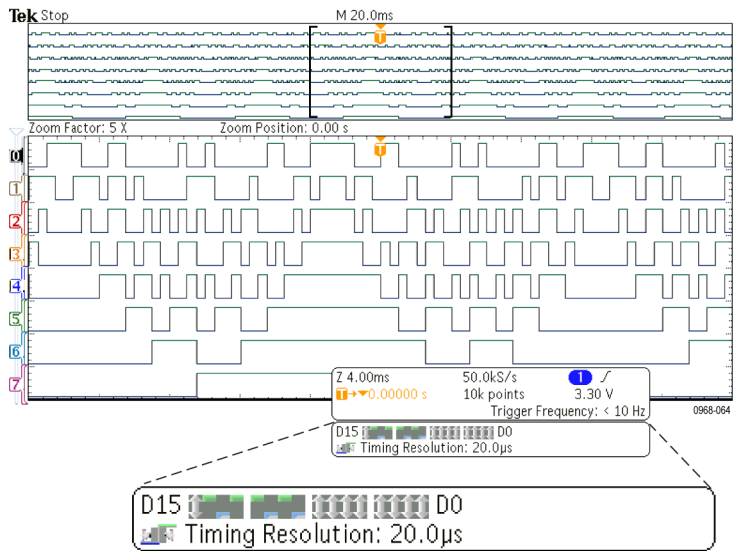 Tek Stop M 20.0ms
T
Zoom Factor: 5 X Zoom Position: 0.00 s
T
0
1
2
3
4
5
6
7
Z 4.00ms 50.0kS/s 1
T 0.00000 s 10k points 3.30 V
Trigger Frequency: < 10 Hz
0968-064
D15 D0
Timing Resolution: 20.0µs
D15 D0
Timing Resolution: 20.0µs